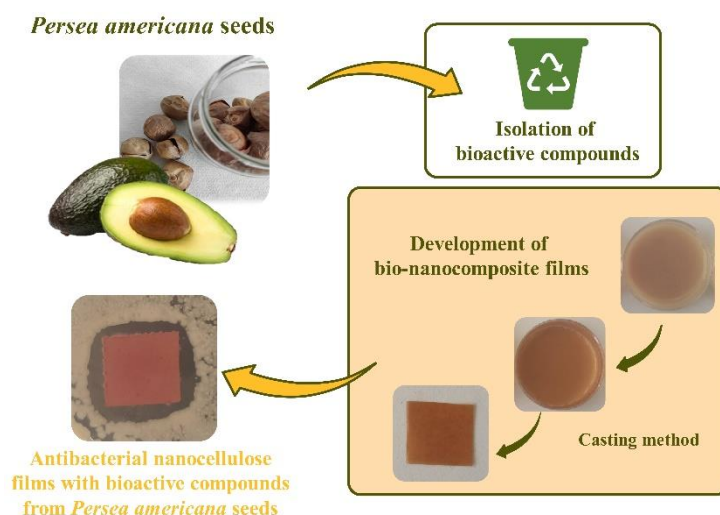 Persea americana seeds
Isolation of
bioactive compounds
Development of
bio-nanocomposite films
Casting method
Antibacterial nanocellulose
films with bioactive compounds
from Persea americana seeds